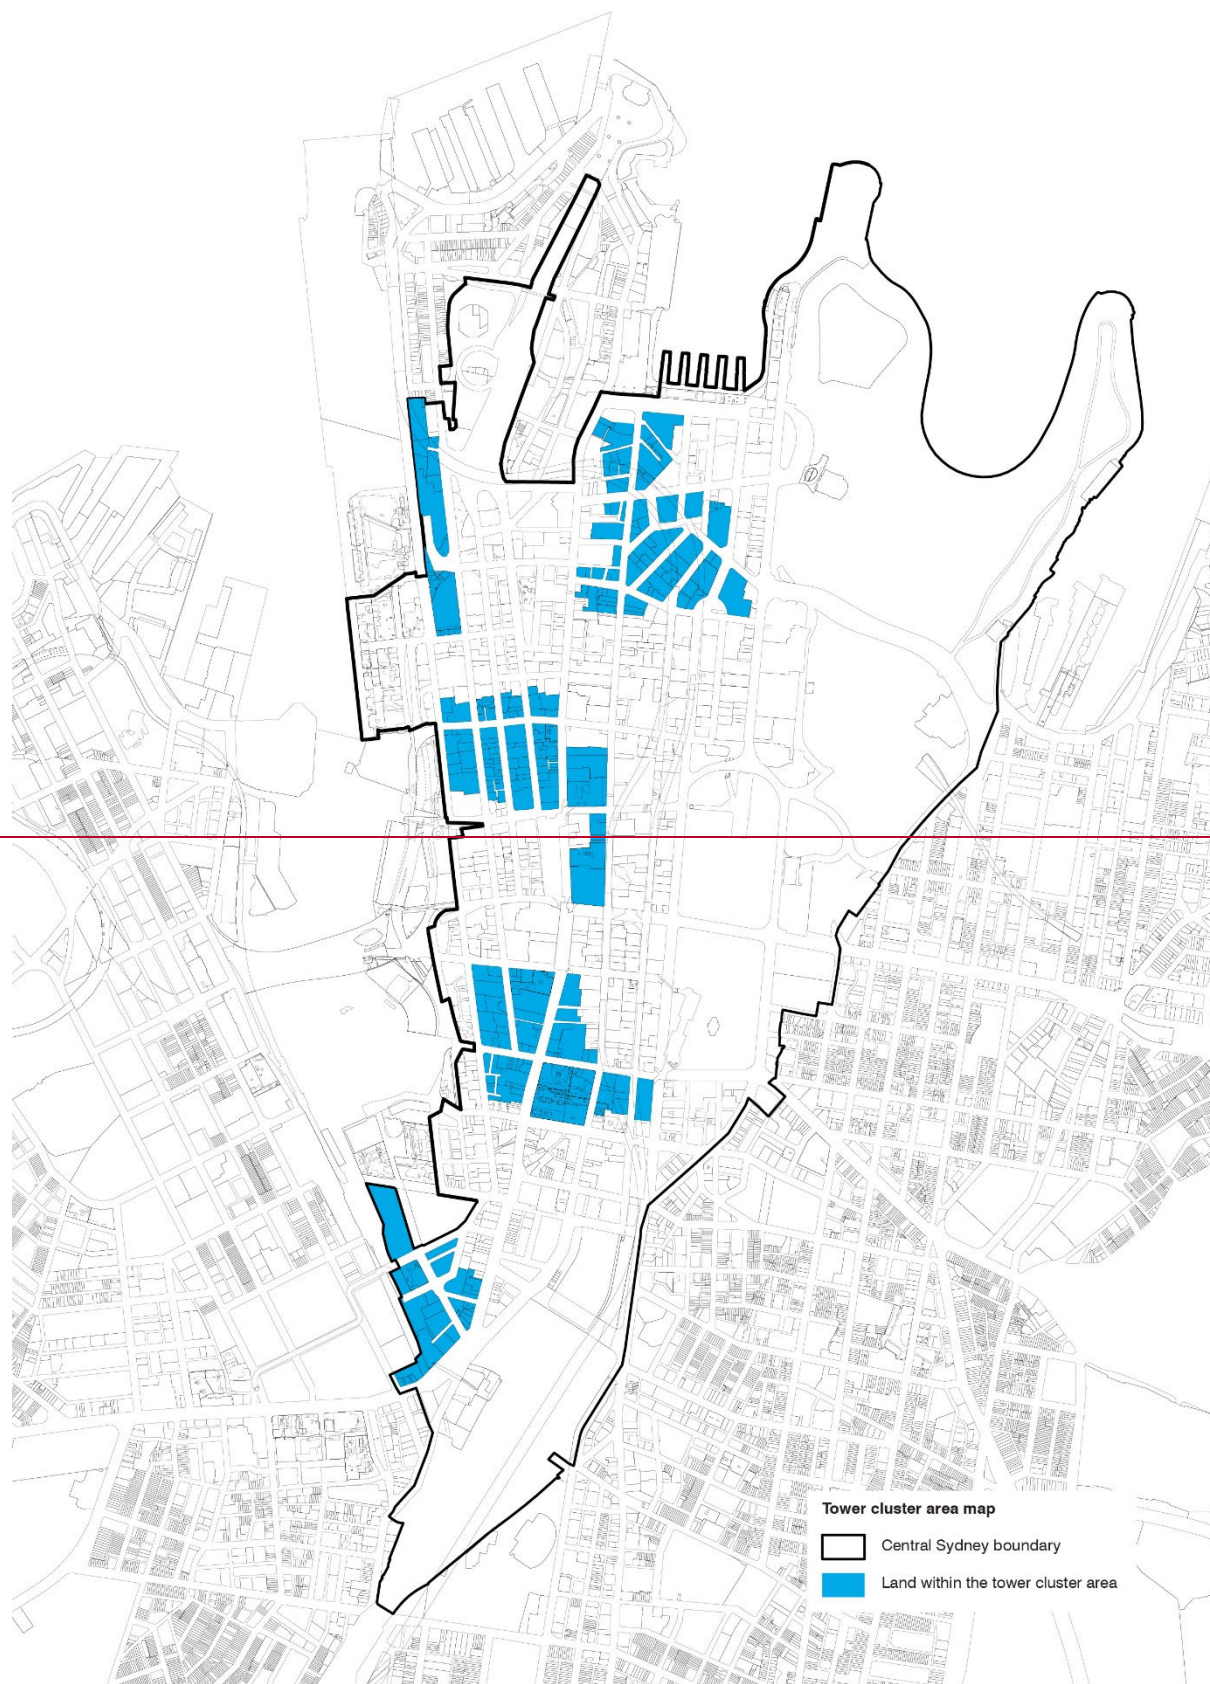 Tower cluster area map
Central Sydney boundary
Land within the tower cluster area